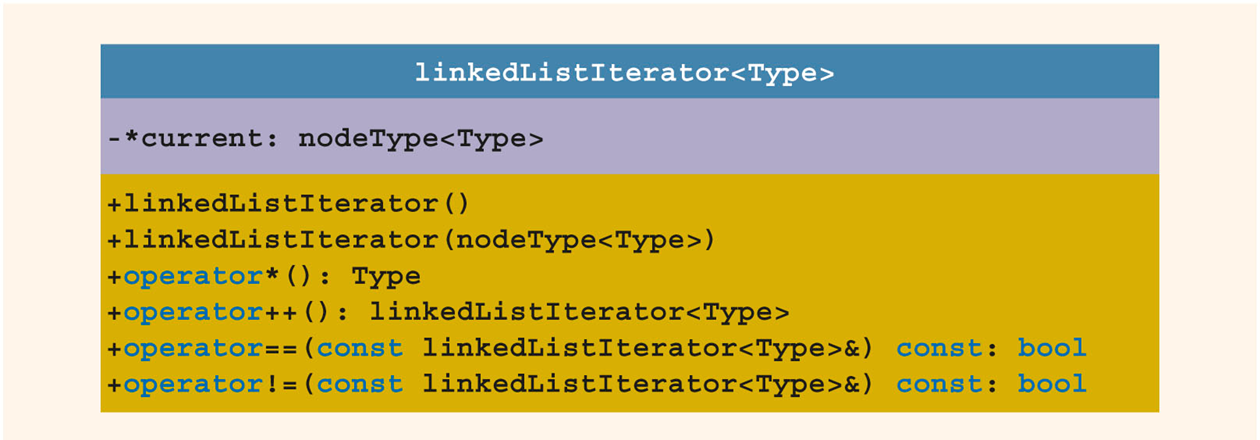 linkedListIterator<Type>
-*current: nodeType<Type>
+linkedListIterator()
+linkedListIterator(nodeType<Type>)
+operator*(): Type
+operator++(): linkedListIterator<Type>
+operator==(const linkedListIterator<Type>&) const: bool
+operator!=(const linkedListIterator<Type>&) const: bool